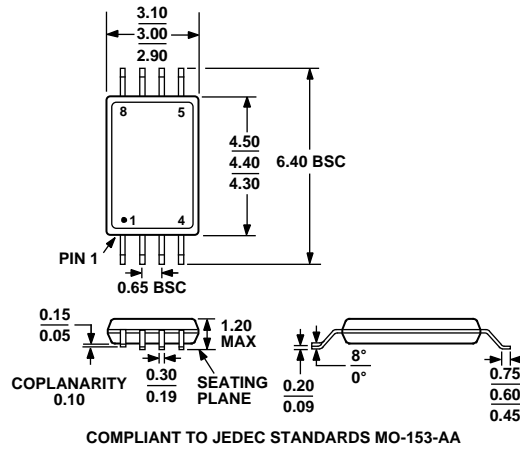 3.10
3.00
2.90
8
5
4.50
4.40
4.30
6.40 BSC
1
4
PIN 1
0.65 BSC
0.15
0.05
1.20
MAX
COPLANARITY
0.10
0.30
0.19
SEATING
PLANE
0.20
0.09
8°
0°
0.75
0.60
0.45
COMPLIANT TO JEDEC STANDARDS MO-153-AA